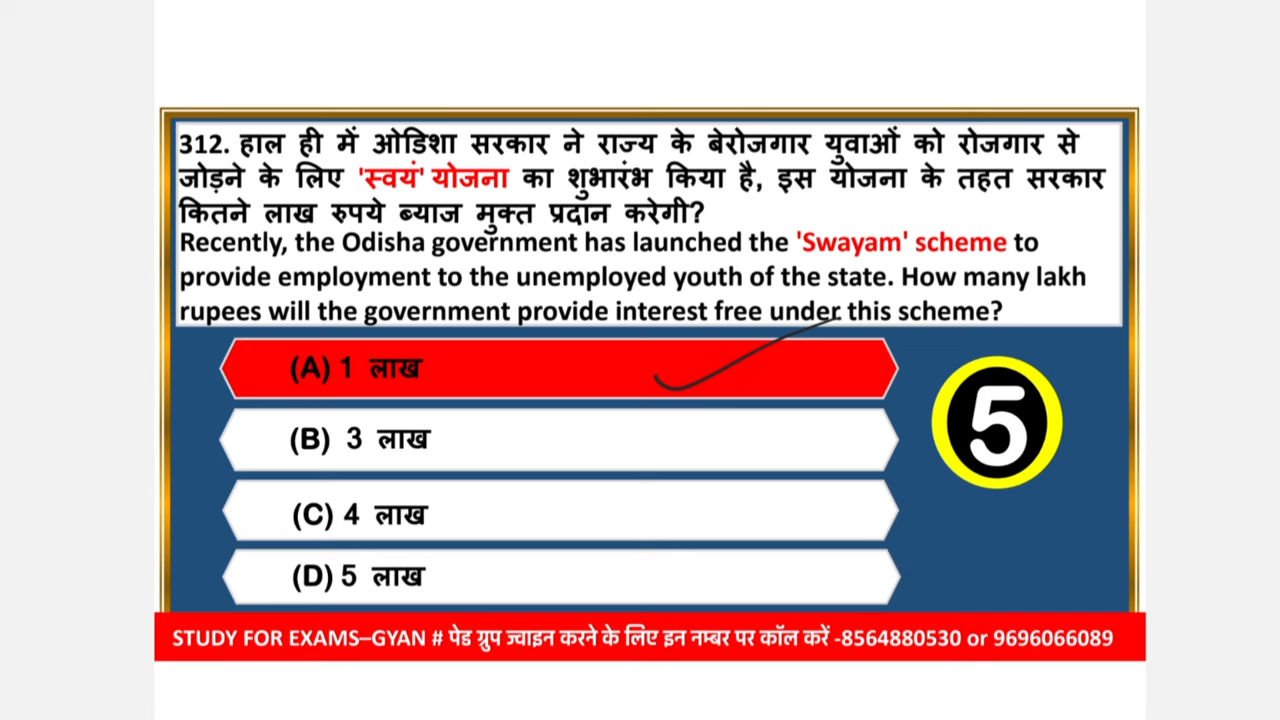 312. हाल ही में ओडिशा सरकार ने राज्य के बेरोजगार युवाओं को रोजगार से
जोड़ने के लिए 'स्वयं' योजना का शुभारंभ किया है, इस योजना के तहत सरकार
कितने लाख रुपये ब्याज मुक्त प्रदान करेगी?
Recently, the Odisha government has launched the 'Swayam' scheme to
provide employment to the unemployed youth of the state. How many lakh
rupees will the government provide interest free under this scheme?
(A) 1 लाख
(B) 3 लाख
5
(C) 4 लाख
(D) 5 लाख
STUDY FOR EXAMS–GYAN # पेड ग्रुप ज्वाइन करने के लिए इन नम्बर पर कॉल करें -8564880530 or 9696066089